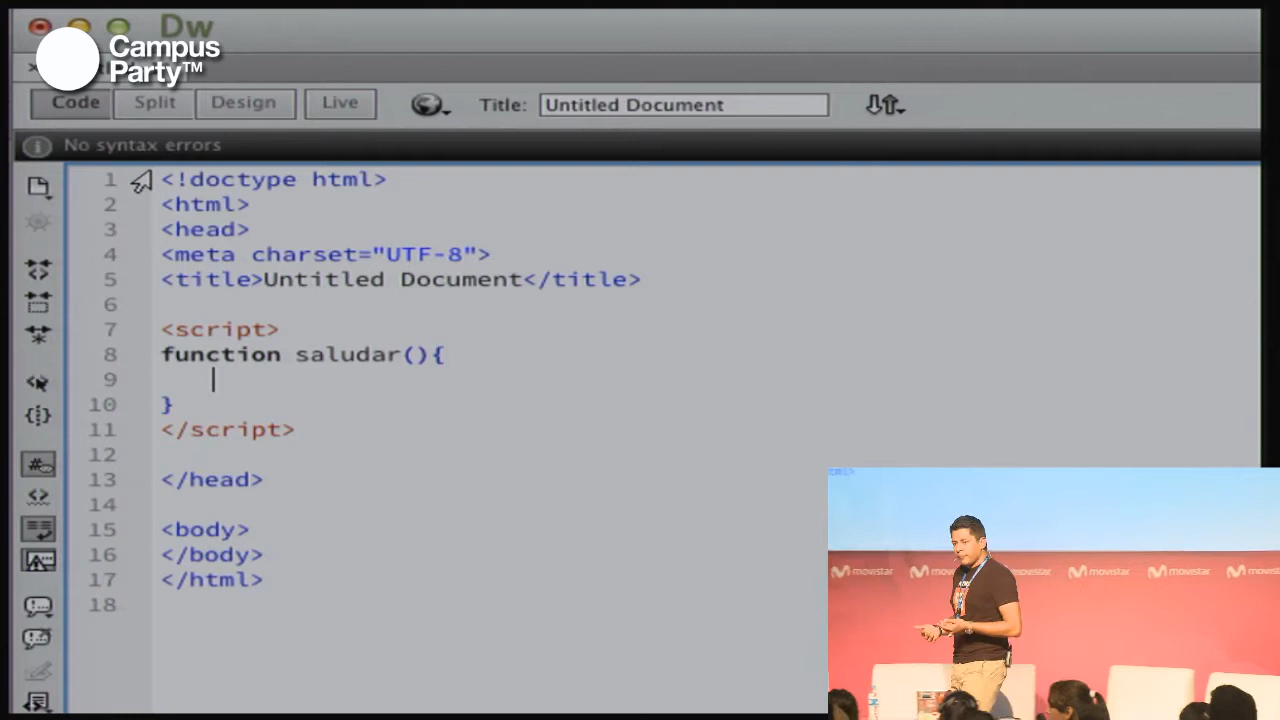 Dw
Campus
Party™
Code Split Design Live Title: Untitled Document
No syntax errors
1 <!doctype html>
2 <html>
3 <head>
4 <meta charset="UTF-8">
5 <title>Untitled Document</title>
6
7 <script>
8 function saludar(){
9
10 }
11 </script>
12
13 </head>
14
15 <body>
16 </body>
17 </html>
18
movistar movistar movistar movistar movistar movistar